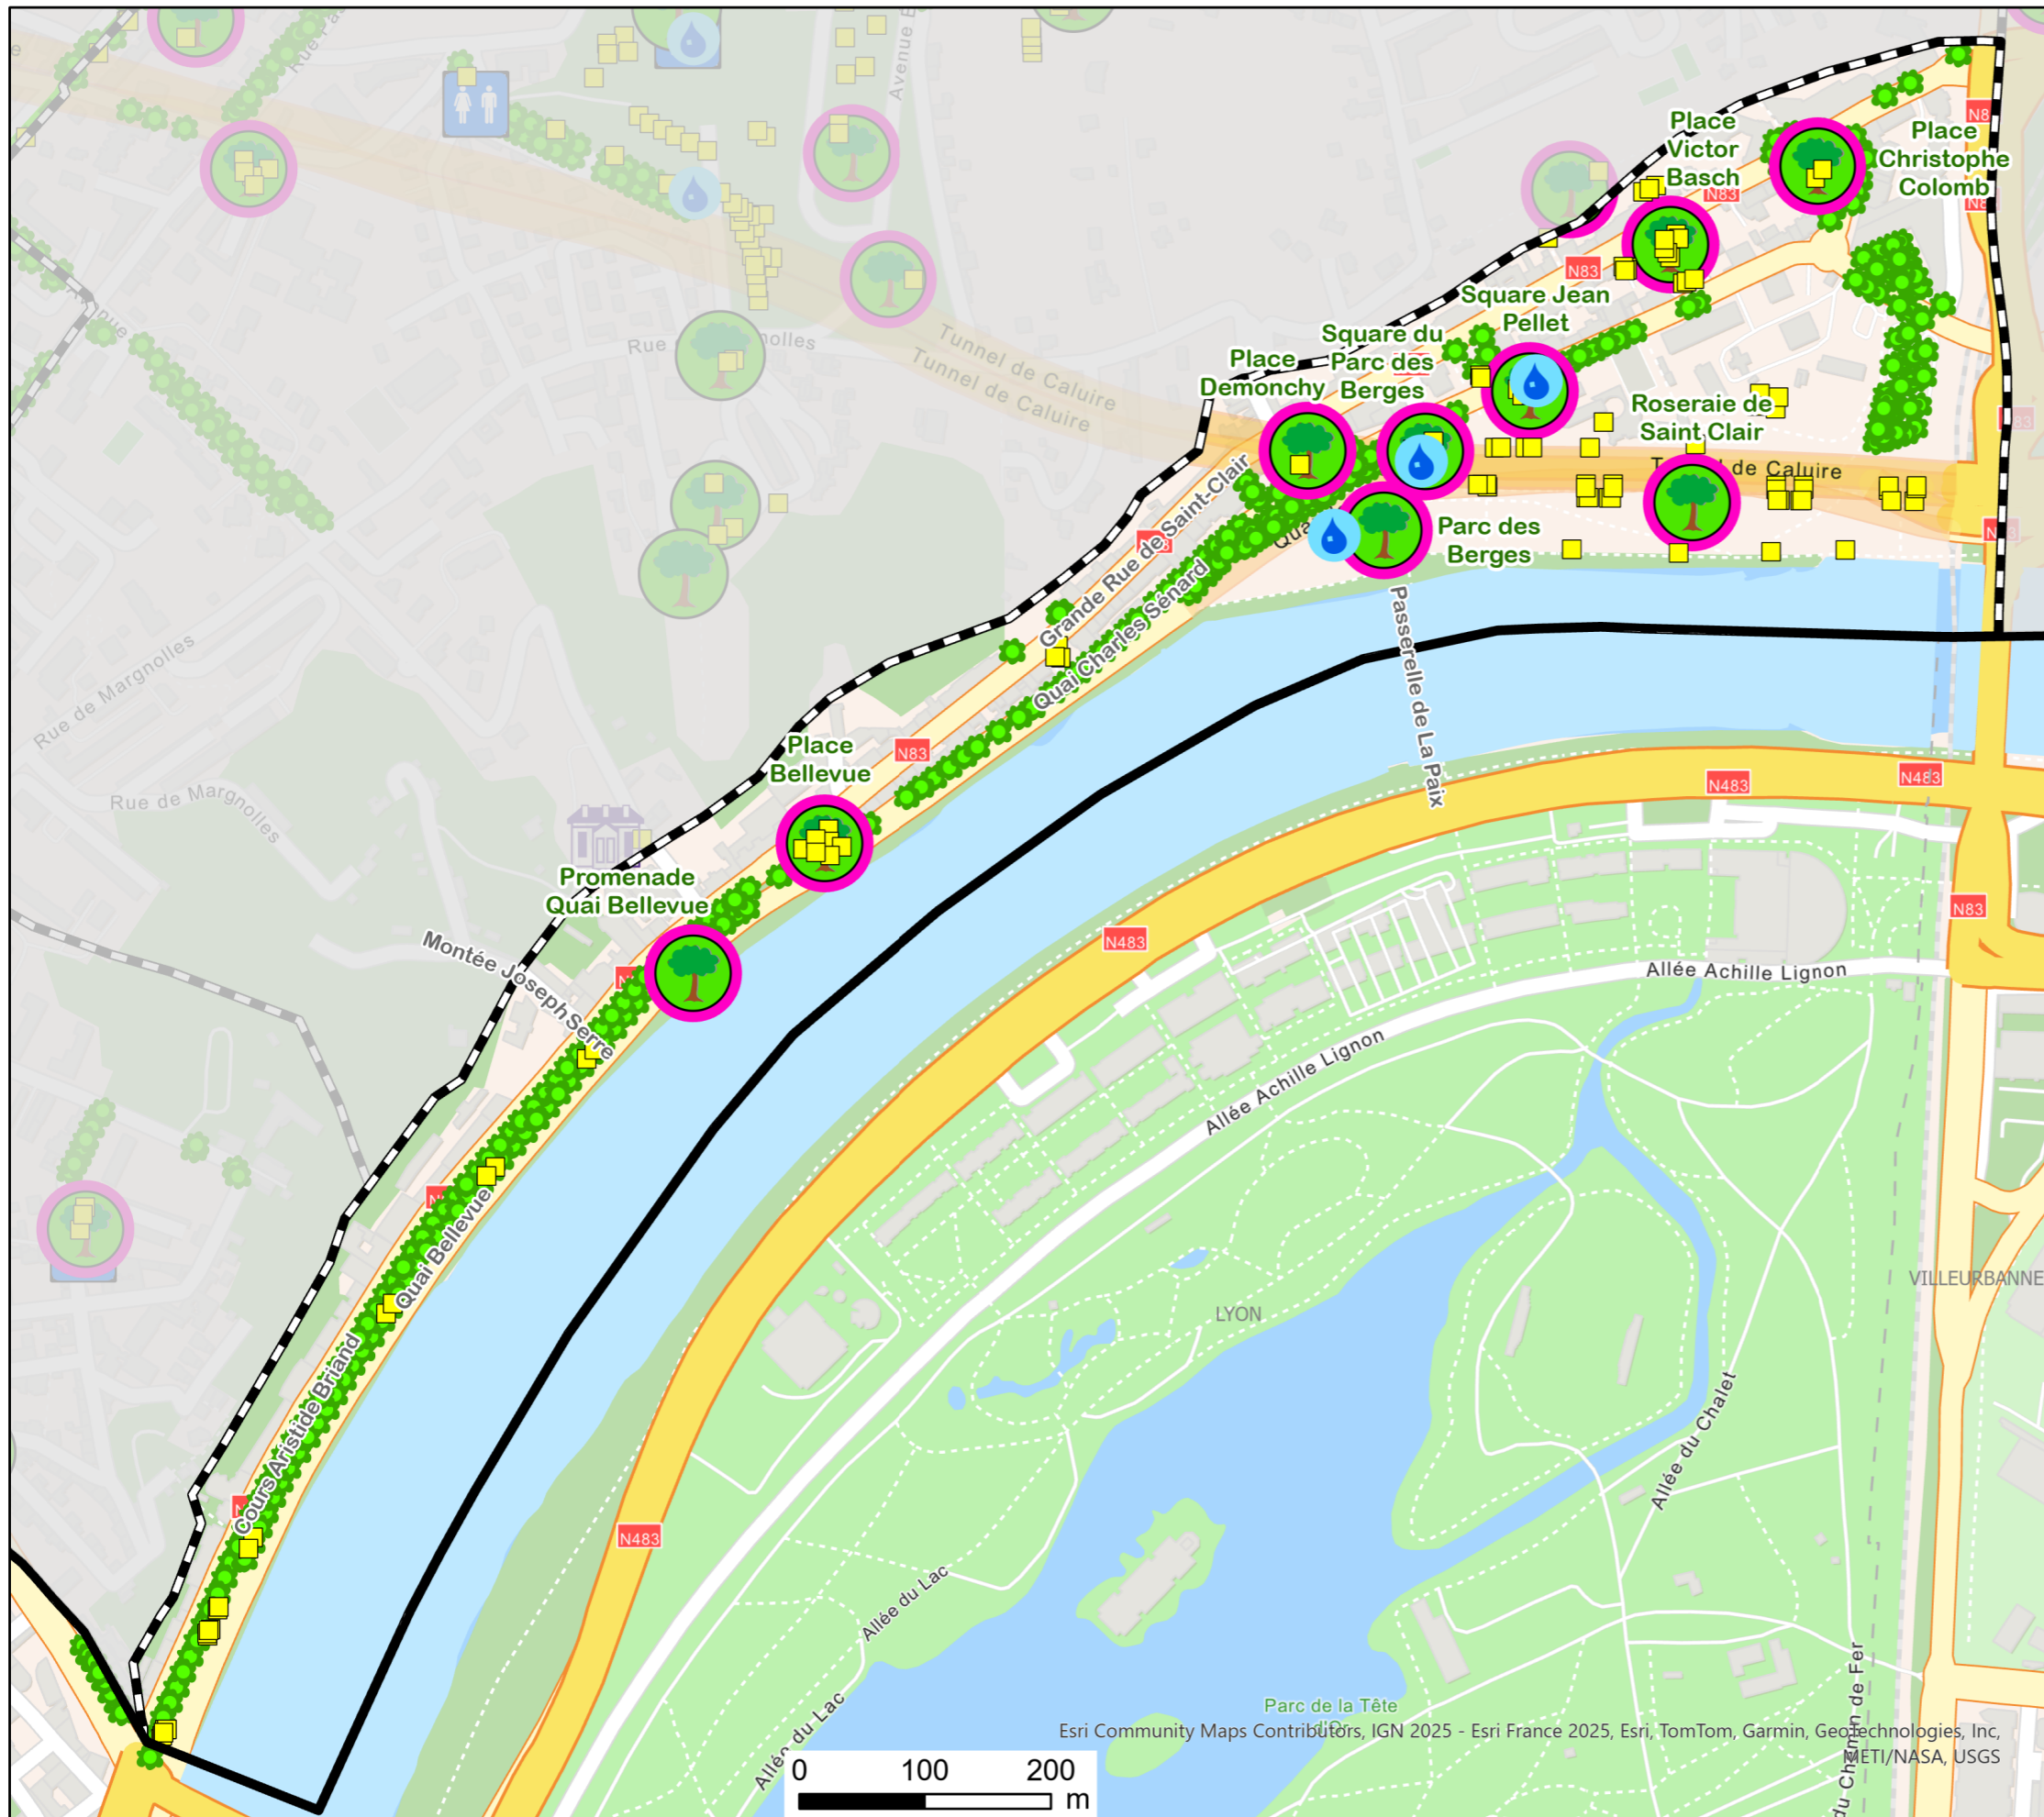 Place
Victor
Basch
Place
Christophe
Colomb
N83
N83
Square Jean
Pellet
Square du
Parc des
Berges
Place
Demonchy
Roseraie de
Saint Clair
Tunnel de Caluire
Tunnel de Caluire
de Caluire
N83
Parc des
Berges
Grande Rue de Saint-Clair
Quai Charles Sénard
Passerelle de La Paix
Rue de Margnolles
Rue de Margnolles
Place
Bellevue
N83
N483
N483
N83
Promenade
Quai Bellevue
Montée Joseph Serre
N483
Allée Achille Lignon
Allée Achille Lignon
Quai Bellevue
Cours Aristide Briand
VILLEURBANNE
LYON
Allée du Chalet
N483
Allée du Lac
Allée du Lac
Parc de la Tête
d'Or
Esri Community Maps Contributors, IGN 2025 - Esri France 2025, Esri, TomTom, Garmin, GeoTechnologies, Inc,
METI/NASA, USGS
du Chemin de Fer
0 100 200
m